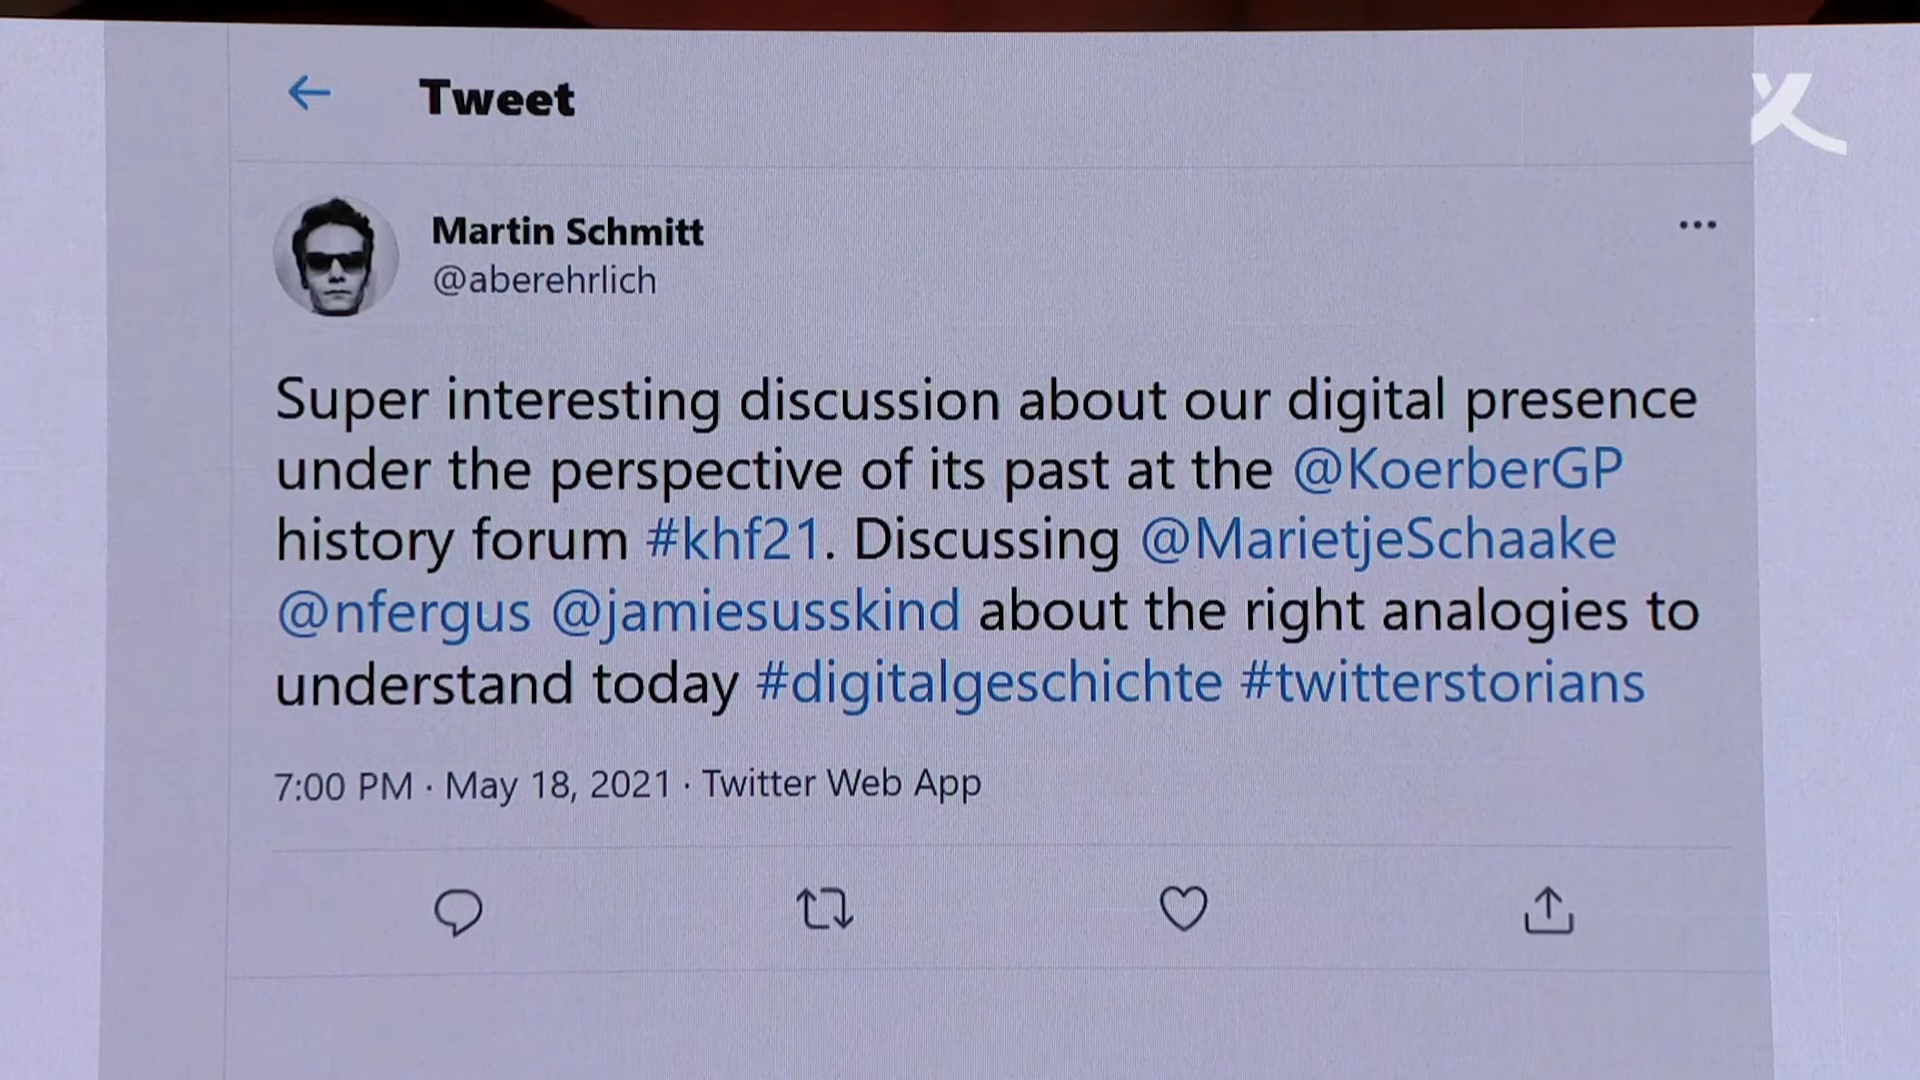 Tweet
Martin Schmitt
@aberehrlich
Super interesting discussion about our digital presence
under the perspective of its past at the @KoerberGP
history forum #khf21. Discussing @MarietjeSchaake
@nfergus @jamiesusskind about the right analogies to
understand today #digitalgeschichte #twitterstorians
7:00 PM · May 18, 2021 · Twitter Web App